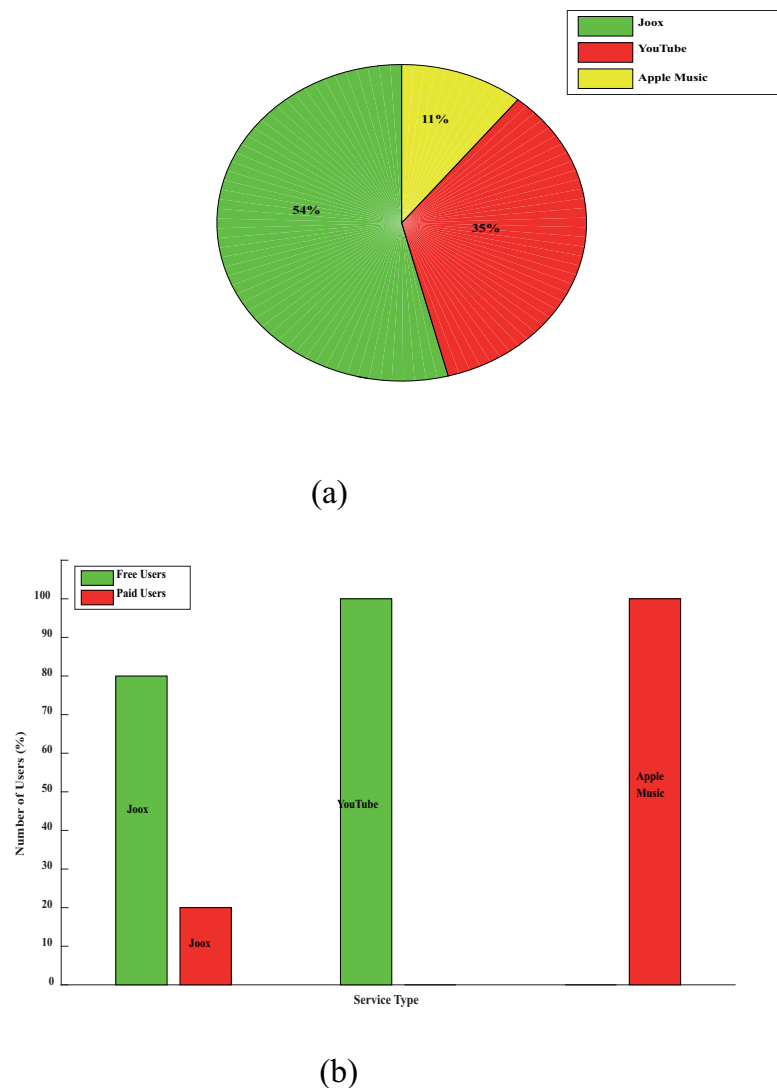 Joox
YouTube
Apple Music
11%
54%
35%
(a)
Free Users
Paid Users
100
90
80
70
60
50
40
30
20
10
0
Number of Users (%)
Joox
Joox
YouTube
Apple
Music
Service Type
(b)